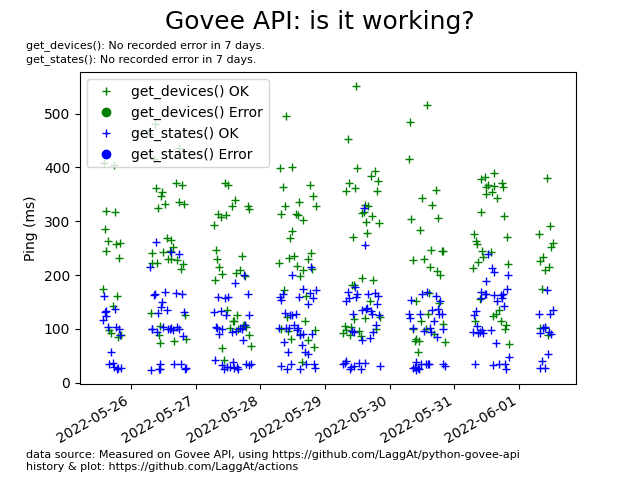 Govee API: is it working?
get_devices(): No recorded error in 7 days.
get_states(): No recorded error in 7 days.
get_devices() OK
get_devices() Error
get_states() OK
get_states() Error
Ping (ms)
500
400
300
200
100
0
2022-05-26
2022-05-27
2022-05-28
2022-05-29
2022-05-30
2022-05-31
2022-06-01
data source: Measured on Govee API, using https://github.com/LaggAt/python-govee-api
history & plot: https://github.com/LaggAt/actions